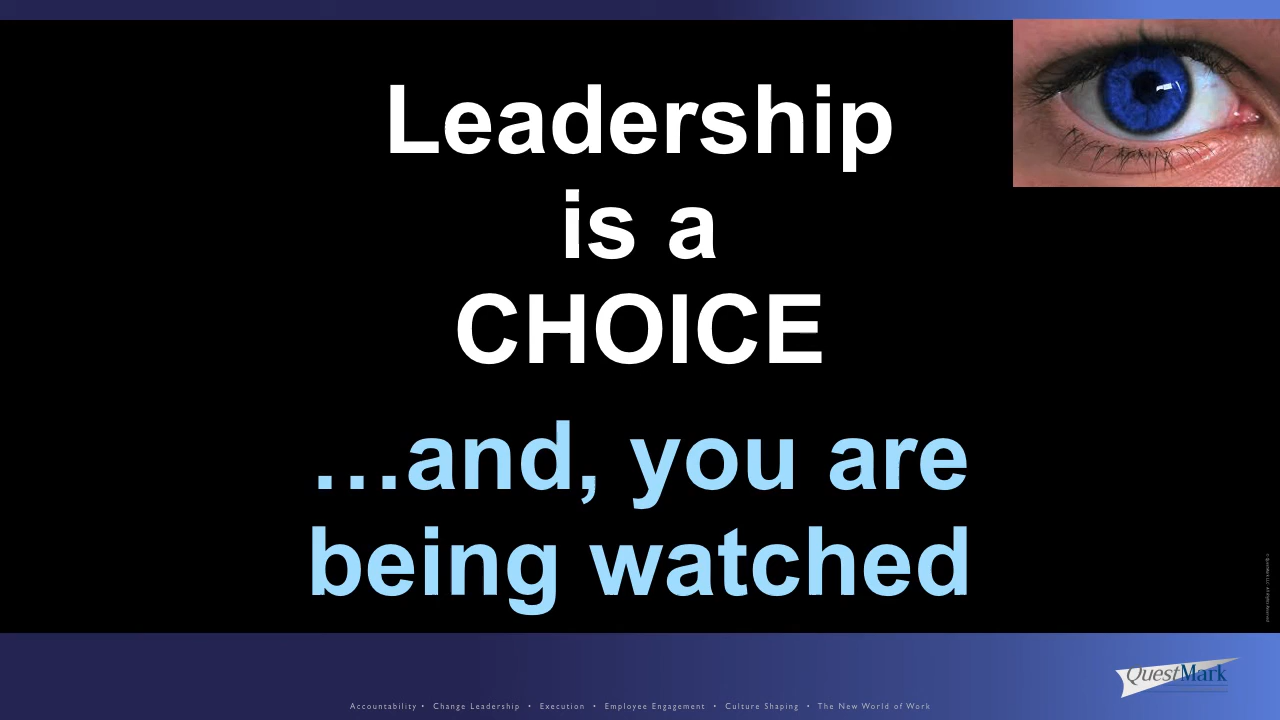 Leadership
is a
CHOICE
…and, you are
being watched
QuestMark
Accountability • Change Leadership • Execution • Employee Engagement • Culture Shaping • The New World of Work